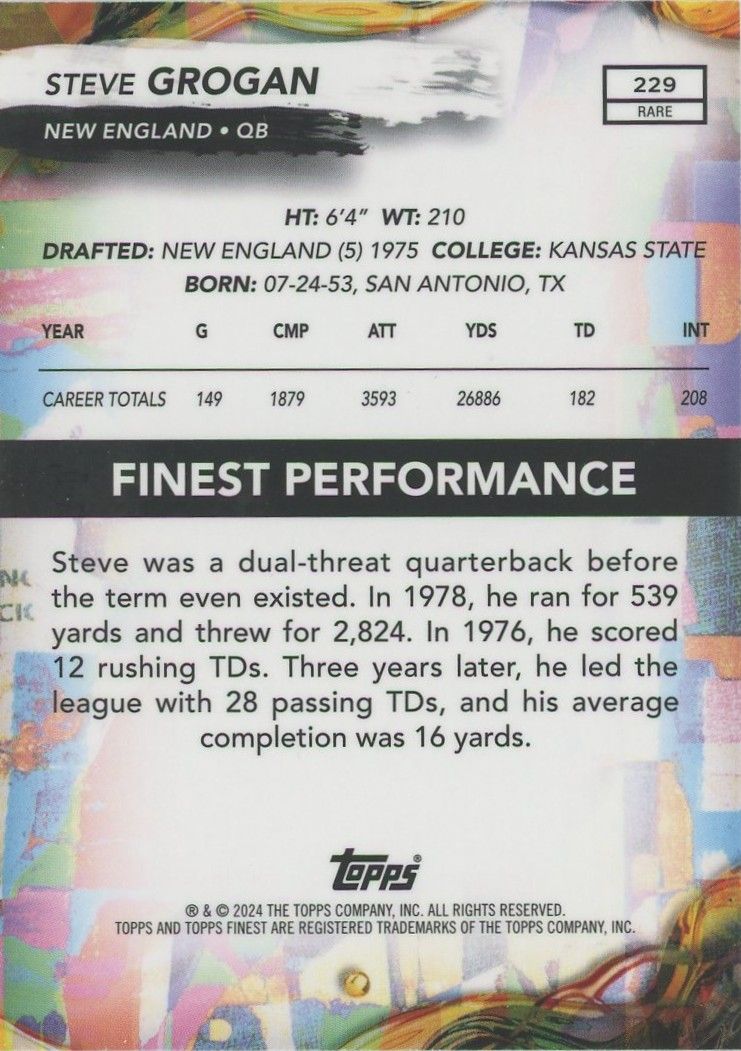 STEVE GROGAN
NEW ENGLAND • QB
229
RARE
HT: 6'4" WT: 210
DRAFTED: NEW ENGLAND (5) 1975 COLLEGE: KANSAS STATE
BORN: 07-24-53, SAN ANTONIO, TX
YEAR G CMP ATT YDS TD INT
CAREER TOTALS 149 1879 3593 26886 182 208
FINEST PERFORMANCE
Steve was a dual-threat quarterback before
the term even existed. In 1978, he ran for 539
yards and threw for 2,824. In 1976, he scored
12 rushing TDs. Three years later, he led the
league with 28 passing TDs, and his average
completion was 16 yards.
topps®
® & © 2024 THE TOPPS COMPANY, INC. ALL RIGHTS RESERVED.
TOPPS AND TOPPS FINEST ARE REGISTERED TRADEMARKS OF THE TOPPS COMPANY, INC.